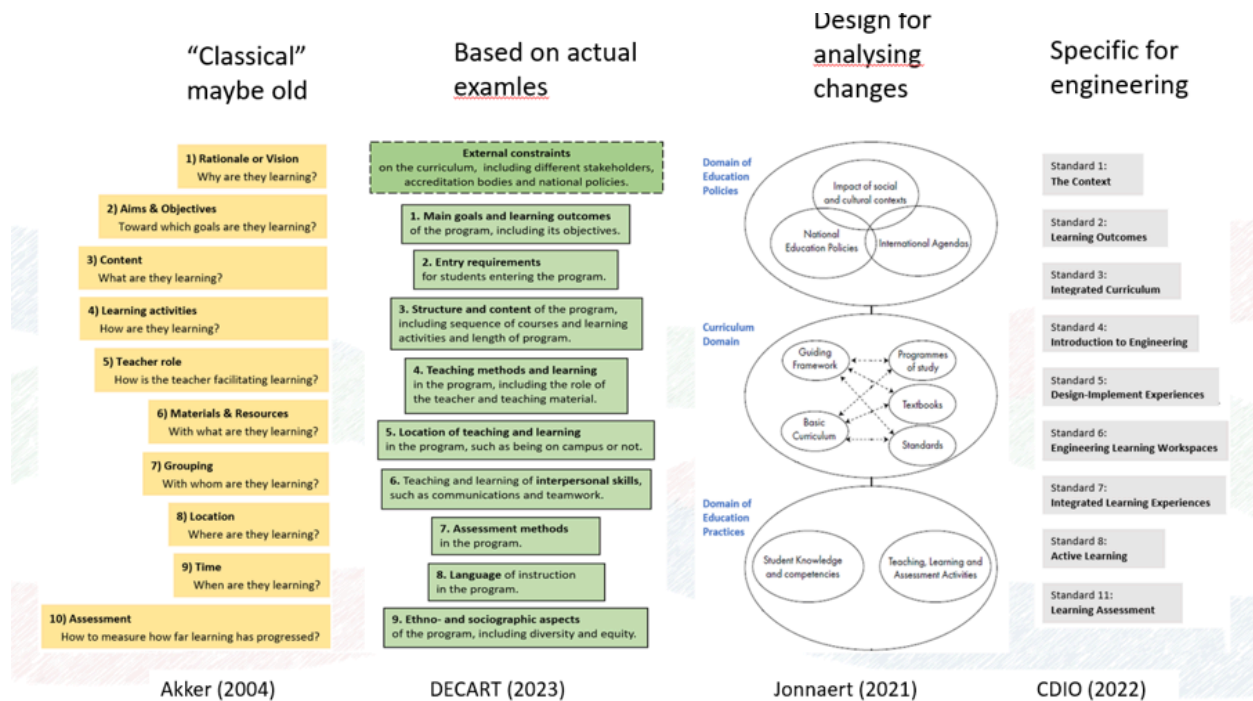 “Classical”
maybe old
1) Rationale or Vision
Why are they learning?
2) Aims & Objectives
Toward which goals are they learning?
3) Content
What are they learning?
4) Learning activities
How are they learning?
5) Teacher role
How is the teacher facilitating learning?
6) Materials & Resources
With what are they learning?
7) Grouping
With whom are they learning?
8) Location
Where are they learning?
9) Time
When are they learning?
10) Assessment
How to measure how far learning has progressed?
Akker (2004)
Based on actual
examles
External constraints
on the curriculum, including different stakeholders,
accreditation bodies and national policies.
1. Main goals and learning outcomes
of the program, including its objectives.
2. Entry requirements
for students entering the program.
3. Structure and content of the program,
including sequence of courses and learning
activities and length of program.
4. Teaching methods and learning
in the program, including the role of
the teacher and teaching material.
5. Location of teaching and learning
in the program, such as being on campus or not.
6. Teaching and learning of interpersonal skills,
such as communications and teamwork.
7. Assessment methods
in the program.
8. Language of instruction
in the program.
9. Ethno- and sociographic aspects
of the program, including diversity and equity.
DECART (2023)
Design for
analysing
changes
Domain of
Education
Policies
Impact of social
and cultural contexts
National
Education Policies
International Agendas
Curriculum
Domain
Guiding
Framework
Programmes
of study
Textbooks
Basic
Curriculum
Standards
Domain of
Education
Practices
Student Knowledge
and competencies
Teaching, Learning and
Assessment Activities
Jonnaert (2021)
Specific for
engineering
Standard 1:
The Context
Standard 2:
Learning Outcomes
Standard 3:
Integrated Curriculum
Standard 4:
Introduction to Engineering
Standard 5:
Design-Implement Experiences
Standard 6:
Engineering Learning Workspaces
Standard 7:
Integrated Learning Experiences
Standard 8:
Active Learning
Standard 11:
Learning Assessment
CDIO (2022)